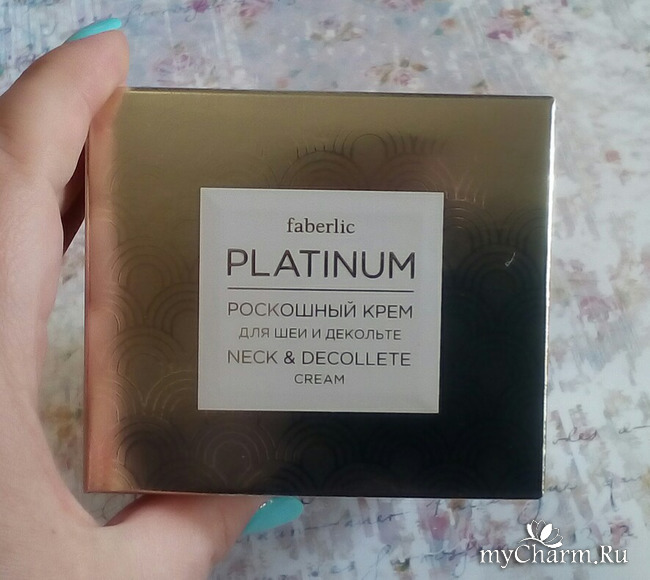 faberlic
PLATINUM
РОСКОШНЫЙ КРЕМ
ДЛЯ ШЕИ И ДЕКОЛЬТЕ
NECK & DECOLLETE
CREAM
myCharm.Ru